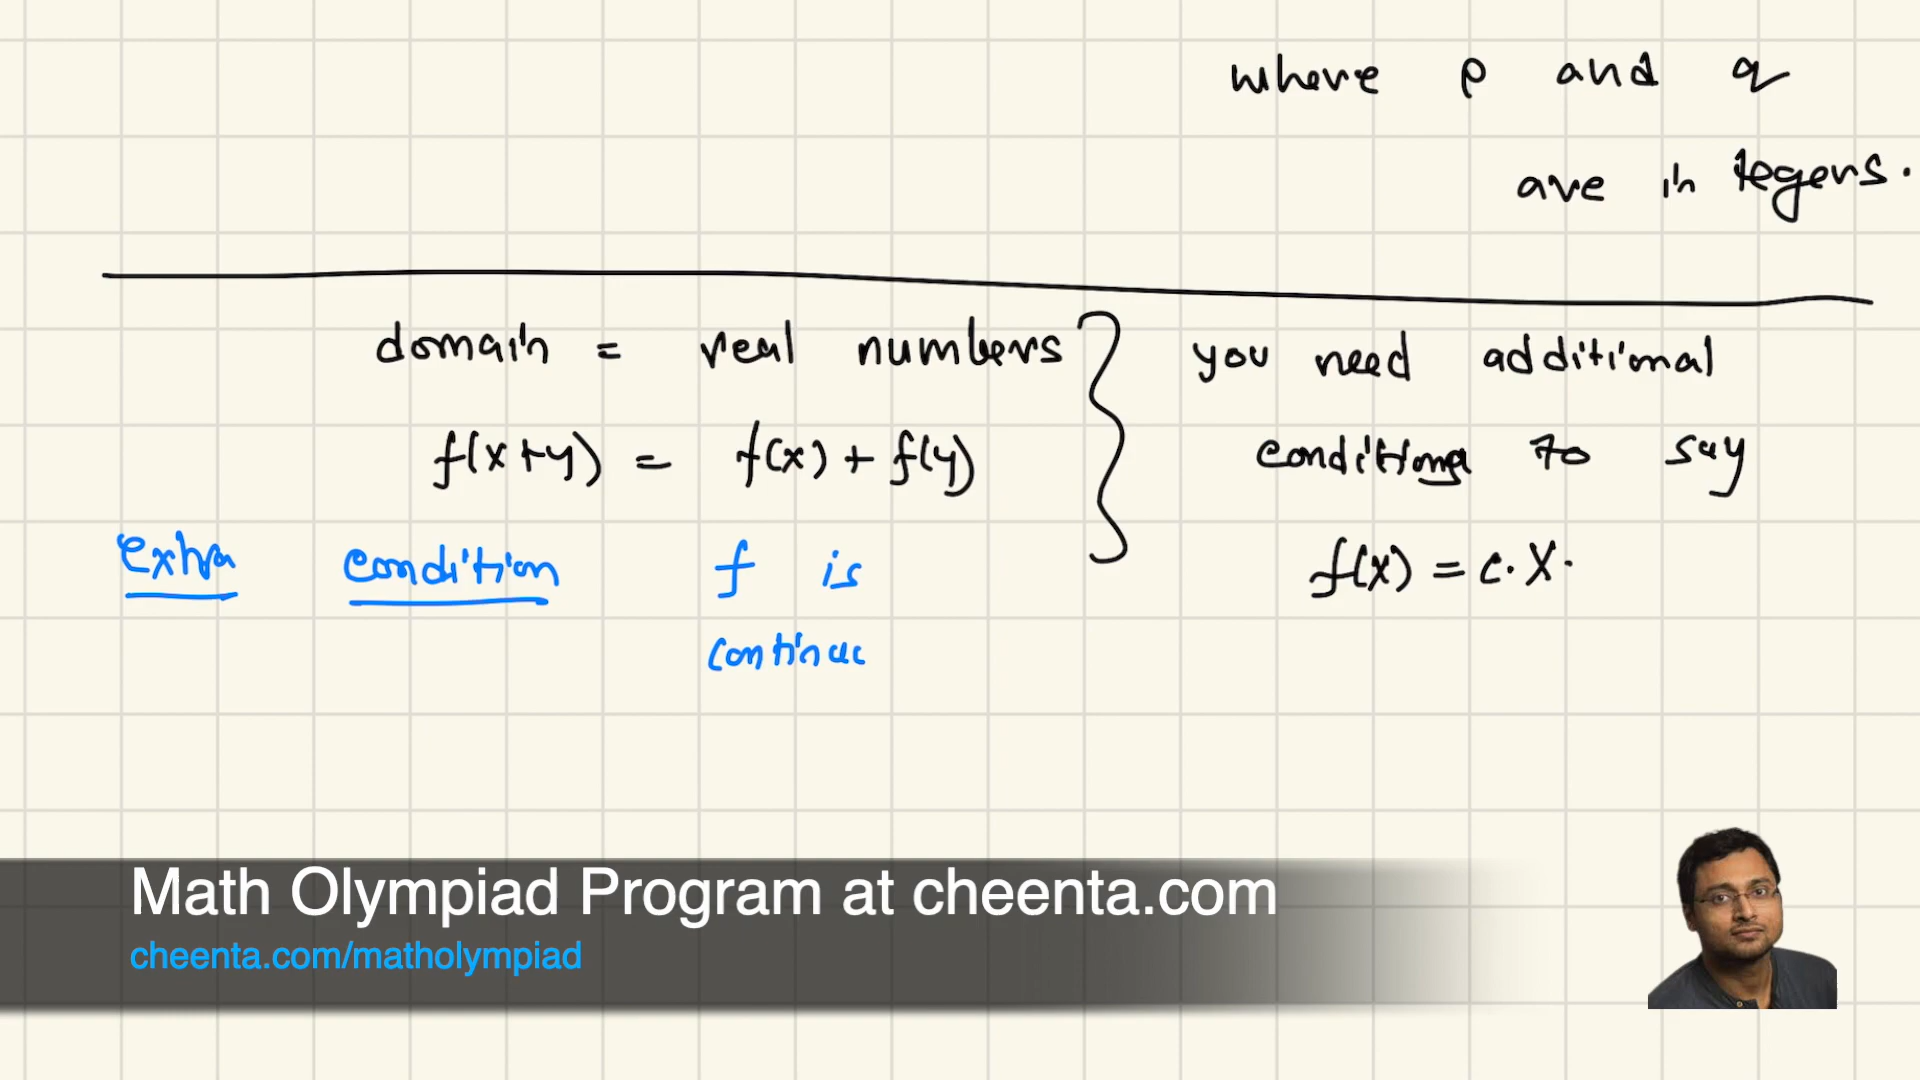 where p and q
are integers.
domain = real numbers
you need additional
f(x+y) = f(x) + f(y)
conditions to say
extra condition f is
f(x) = c.x.
continuc
Math Olympiad Program at cheenta.com
cheenta.com/matholympiad